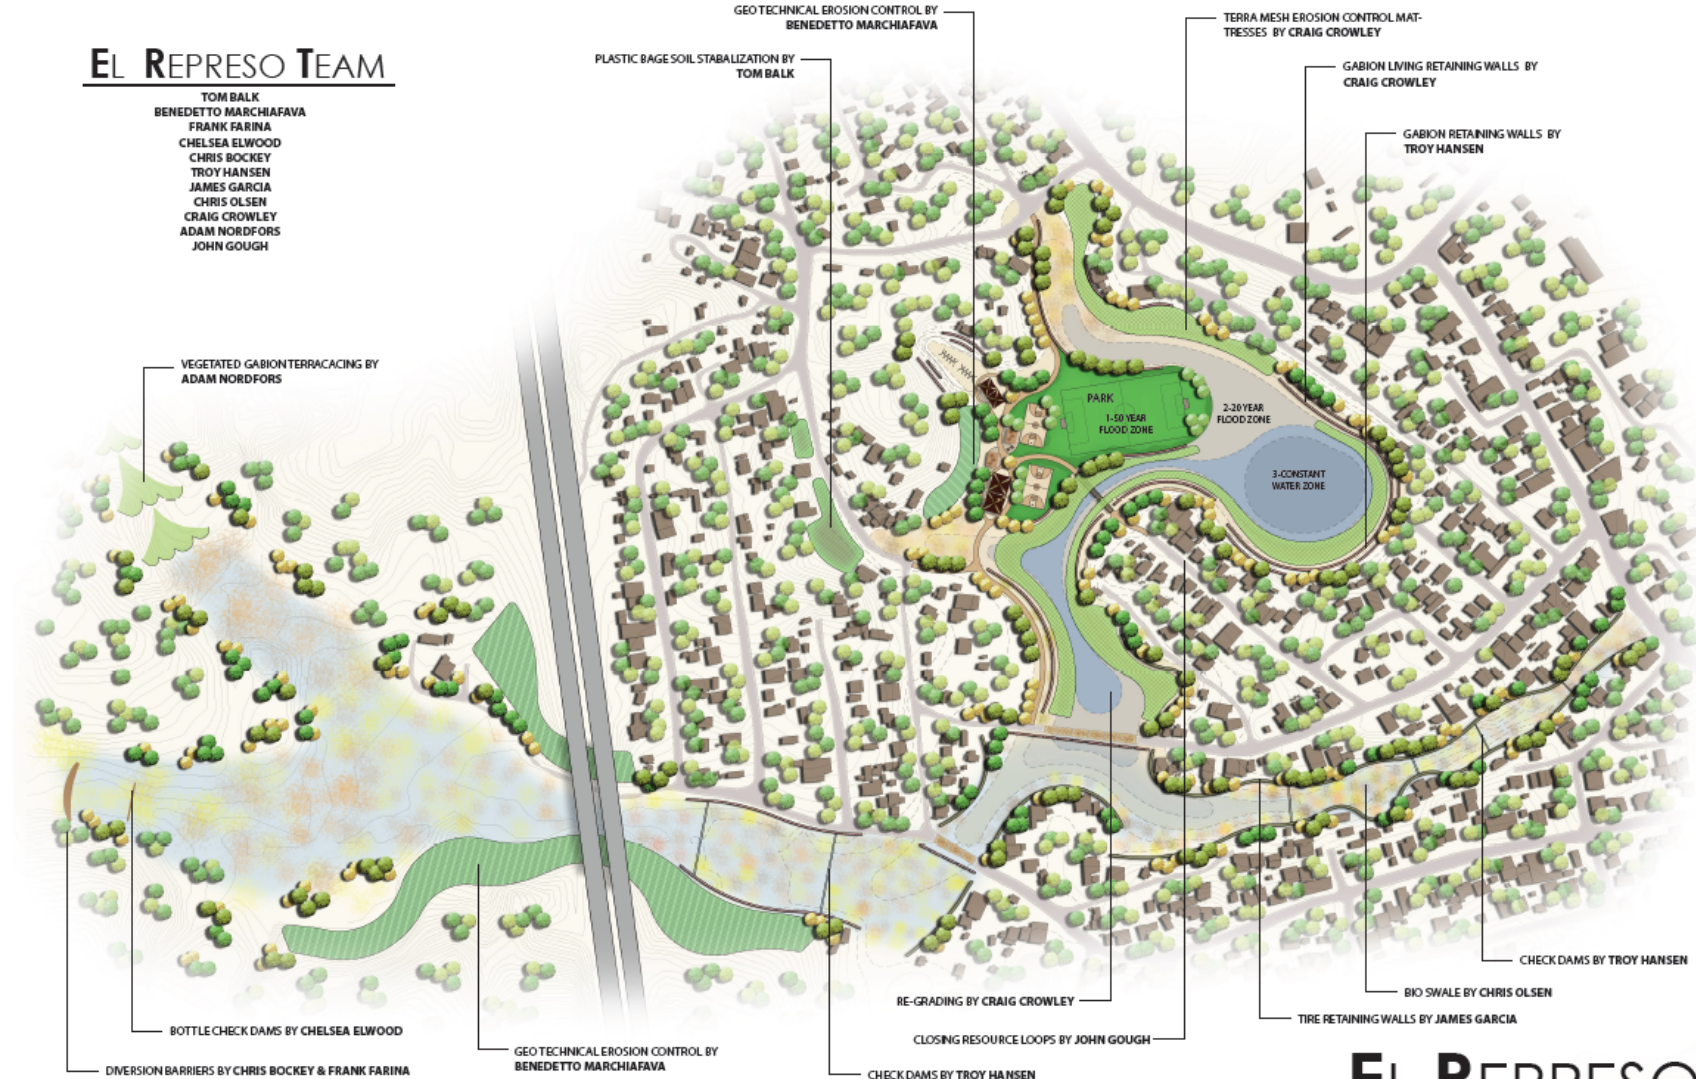 GEO TECHNICAL EROSION CONTROL BY
BENEDETTO MARCHIAFAVA
TERRA MESH EROSION CONTROL MAT-
TRESSES BY CRAIG CROWLEY
EL REPRESO TEAM
PLASTIC BAGE SOIL STABALIZATION BY
TOM BALK
GABION LIVING RETAINING WALLS BY
CRAIG CROWLEY
TOM BALK
BENEDETTO MARCHIAFAVA
FRANK FARINA
CHELSEA ELWOOD
CHRIS BOCKEY
TROY HANSEN
JAMES GARCIA
CHRIS OLSEN
CRAIG CROWLEY
ADAM NORDFORS
JOHN GOUGH
GABION RETAINING WALLS BY
TROY HANSEN
VEGETATED GABION TERRACACING BY
ADAM NORDFORS
PARK
1-50 YEAR
FLOOD ZONE
2-20 YEAR
FLOOD ZONE
3-CONSTANT
WATER ZONE
CHECK DAMS BY TROY HANSEN
BIO SWALE BY CHRIS OLSEN
RE-GRADING BY CRAIG CROWLEY
TIRE RETAINING WALLS BY JAMES GARCIA
BOTTLE CHECK DAMS BY CHELSEA ELWOOD
CLOSING RESOURCE LOOPS BY JOHN GOUGH
GEO TECHNICAL EROSION CONTROL BY
BENEDETTO MARCHIAFAVA
DIVERSION BARRIERS BY CHRIS BOCKEY & FRANK FARINA
CHECK DAMS BY TROY HANSEN
EL REPRESO